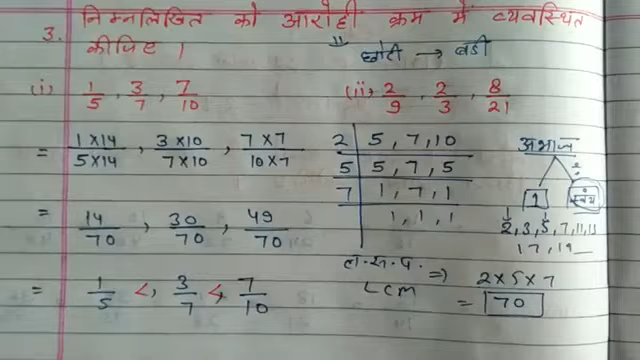 3. निम्नलिखित को आरोही क्रम में व्यवस्थित
कीजिए ।
छोटी → बडी
(i) 1/5 , 3/7 , 7/10
(ii) 2/9 , 2/3 , 8/21
= 1×14/5×14 , 3×10/7×10 , 7×7/10×7
= 14/70 , 30/70 , 49/70
= 1/5 < , 3/7 < , 7/10
2 | 5 , 7 , 10
5 | 5 , 7 , 5
7 | 1 , 7 , 1
1 , 1 , 1
ल.स.प. ⇒ 2×5×7
LCM = 70
अभाज्य
1 स्वयं
2, 3, 5, 7, 11, 13
17, 19